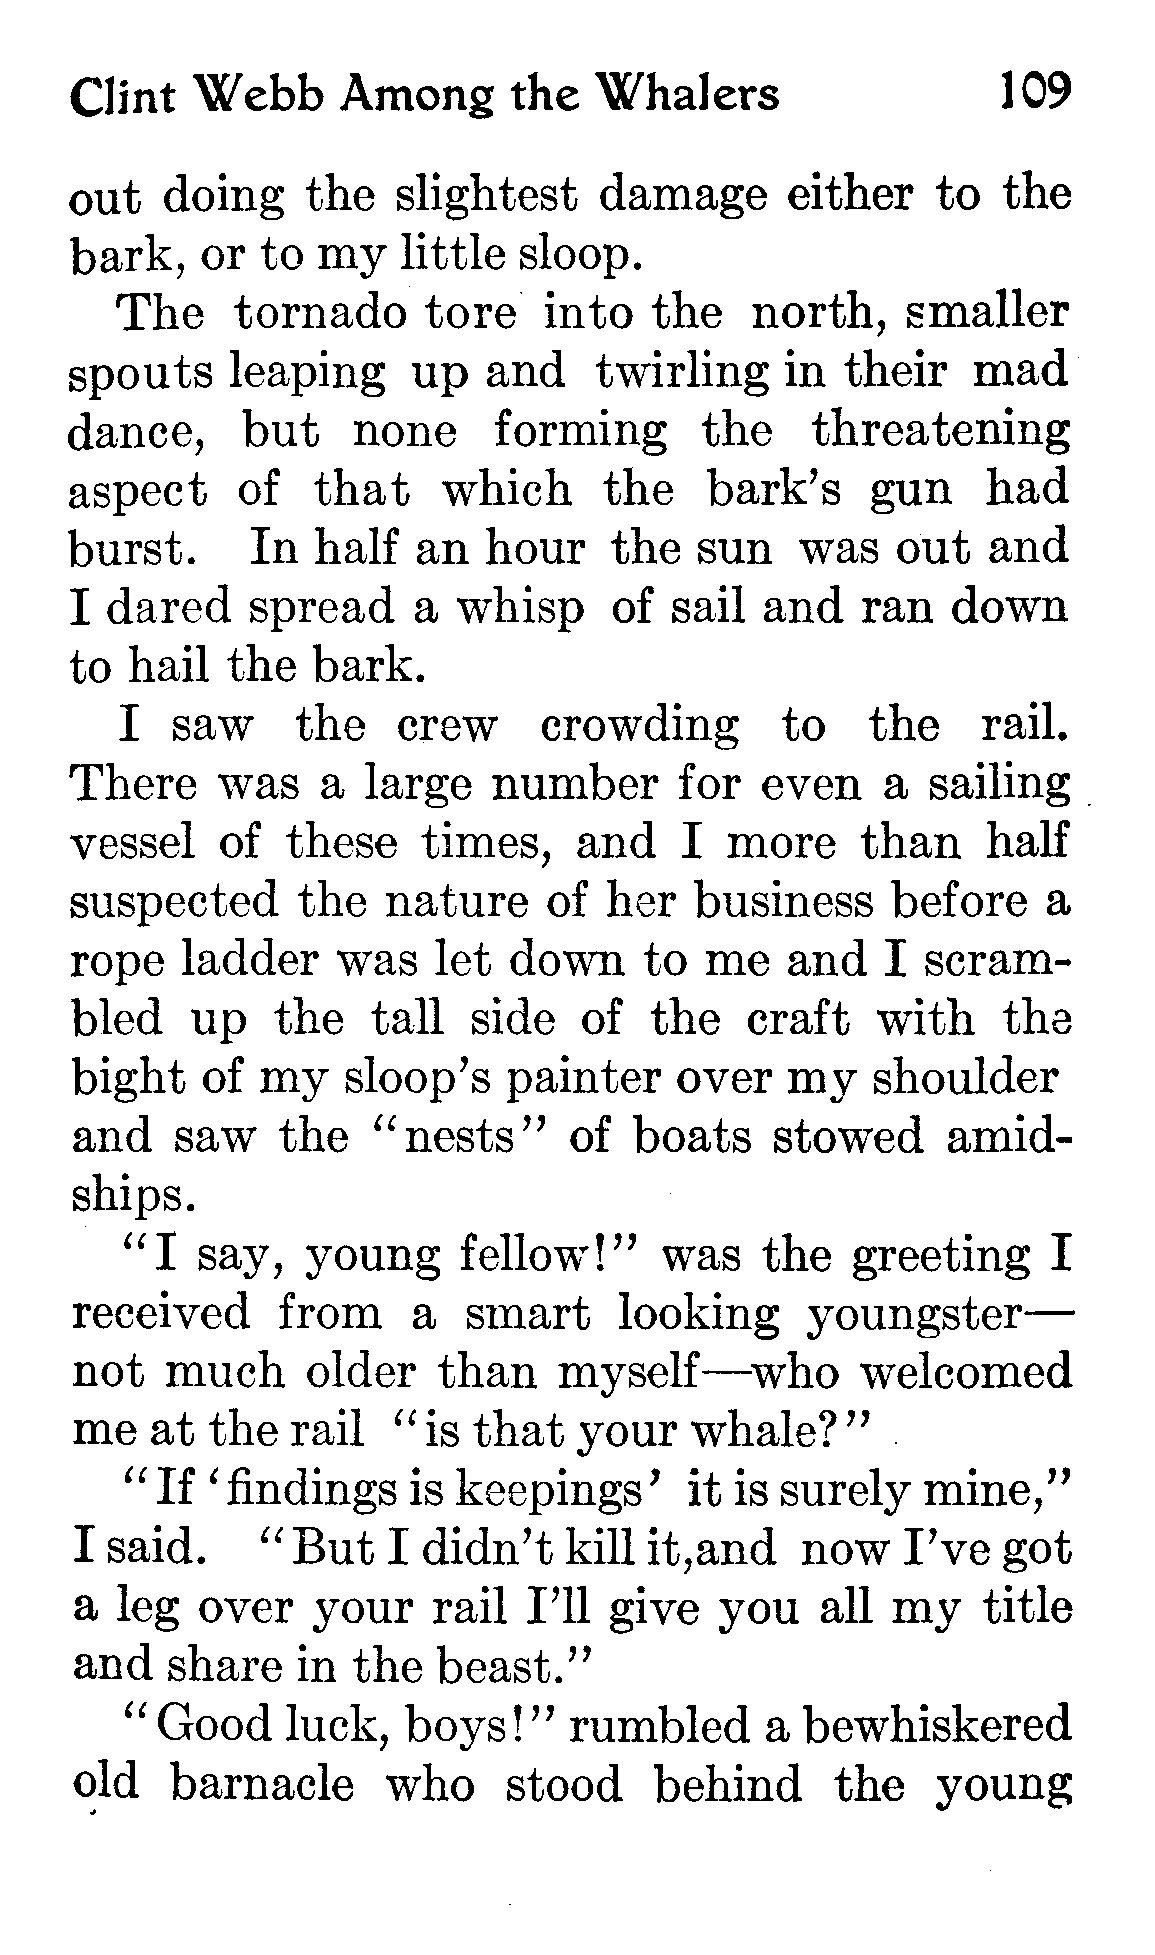 Clint Webb Among the Whalers 109
out doing the slightest damage either to the
bark, or to my little sloop.
The tornado tore into the north, smaller
spouts leaping up and twirling in their mad
dance, but none forming the threatening
aspect of that which the bark's gun had
burst. In half an hour the sun was out and
I dared spread a whisp of sail and ran down
to hail the bark.
I saw the crew crowding to the rail.
There was a large number for even a sailing
vessel of these times, and I more than half
suspected the nature of her business before a
rope ladder was let down to me and I scram-
bled up the tall side of the craft with the
bight of my sloop's painter over my shoulder
and saw the "nests" of boats stowed amid-
ships.
"I say, young fellow!" was the greeting I
received from a smart looking youngster—
not much older than myself—who welcomed
me at the rail "is that your whale?"
"If 'findings is keepings' it is surely mine,"
I said. "But I didn't kill it,and now I've got
a leg over your rail I'll give you all my title
and share in the beast."
"Good luck, boys!" rumbled a bewhiskered
old barnacle who stood behind the young